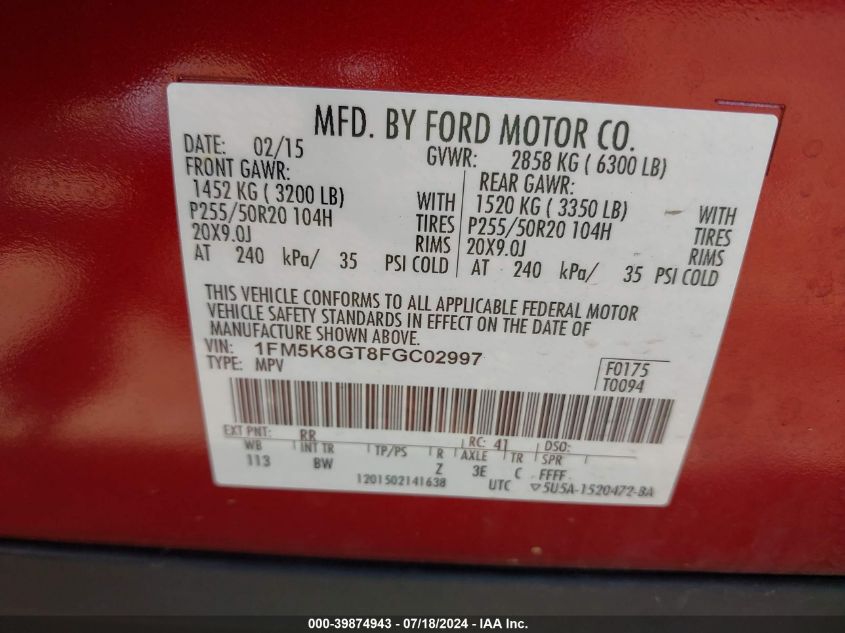 MFD. BY FORD MOTOR CO.
DATE: 02/15 GVWR: 2858 KG ( 6300 LB)
FRONT GAWR: REAR GAWR:
1452 KG ( 3200 LB) WITH 1520 KG ( 3350 LB) WITH
P255/50R20 104H TIRES P255/50R20 104H TIRES
20X9.0J RIMS 20X9.0J RIMS
AT 240 kPa/ 35 PSI COLD AT 240 kPa/ 35 PSI COLD
THIS VEHICLE CONFORMS TO ALL APPLICABLE FEDERAL MOTOR
VEHICLE SAFETY STANDARDS IN EFFECT ON THE DATE OF
MANUFACTURE SHOWN ABOVE.
VIN: 1FM5K8GT8FGC02997
TYPE: MPV
F0175
T0094
EXT PNT: RR RC: 41 DSO:
WB INT TR TP/PS R AXLE TR SPR
113 BW Z 3E C FFFF
1201502141638 UTC ▽5U5A-1520472-BA
000-39874943 - 07/18/2024 - IAA Inc.